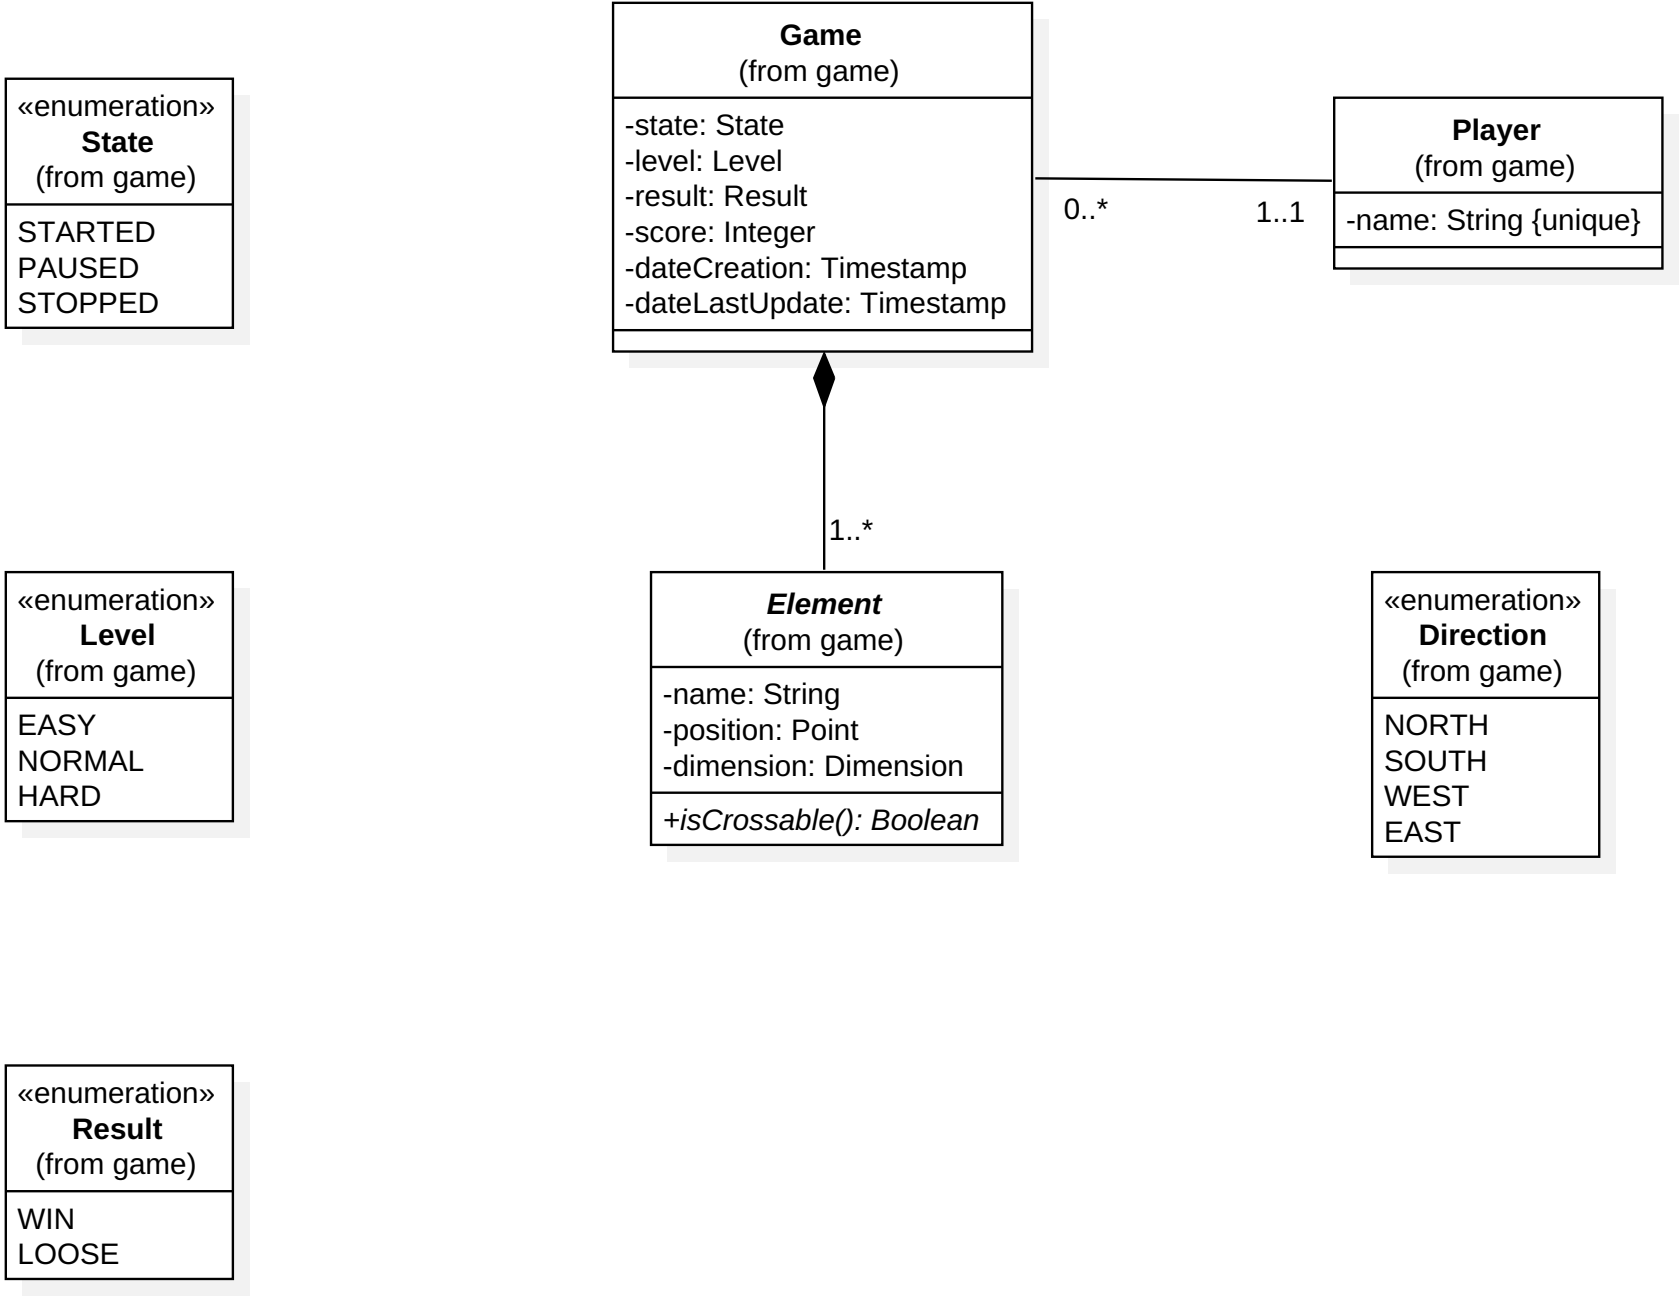 Game
(from game)
-state: State
-level: Level
-result: Result
-score: Integer
-dateCreation: Timestamp
-dateLastUpdate: Timestamp
«enumeration»
State
(from game)
STARTED
PAUSED
STOPPED
Player
(from game)
-name: String {unique}
0..*
1..1
1..*
«enumeration»
Level
(from game)
EASY
NORMAL
HARD
Element
(from game)
-name: String
-position: Point
-dimension: Dimension
+isCrossable(): Boolean
«enumeration»
Direction
(from game)
NORTH
SOUTH
WEST
EAST
«enumeration»
Result
(from game)
WIN
LOOSE